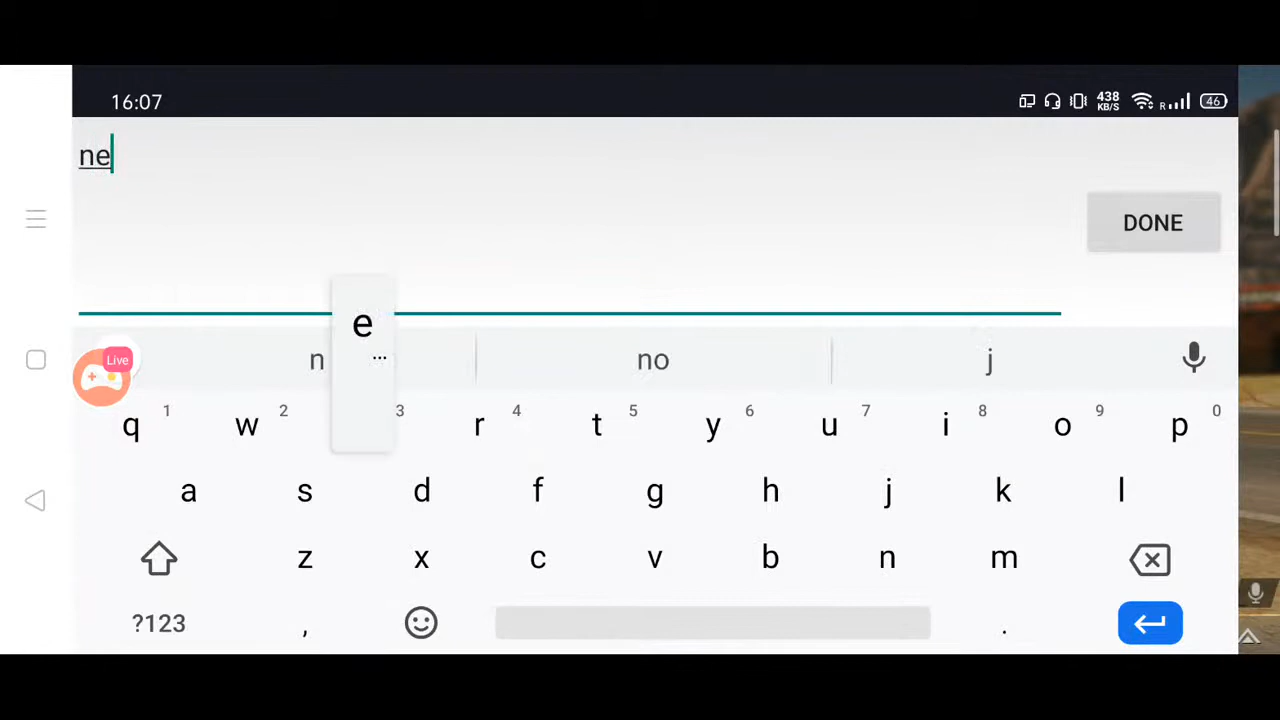 16:07
438
KB/S
R
46
ne
DONE
e
...
Live
n
no
j
1 2 3 4 5 6 7 8 9 0
q w r t y u i o p
a s d f g h j k l
z x c v b n m
?123 , .